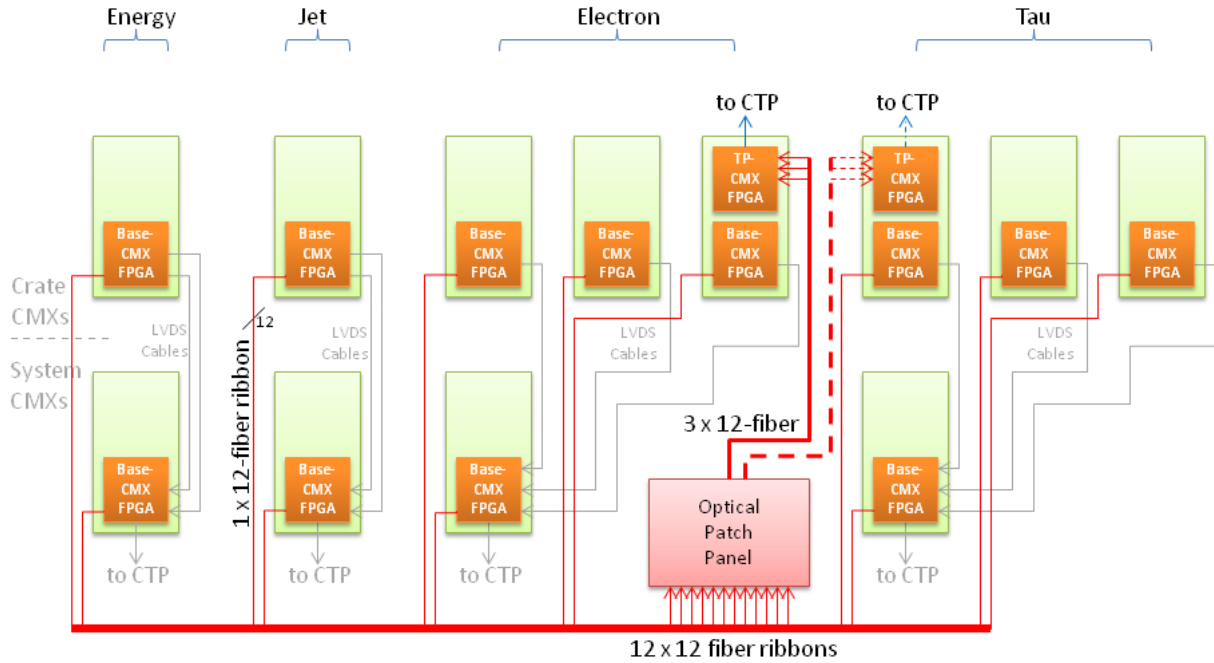 Energy
Jet
Electron
Tau
to CTP
to CTP
TP-
CMX
FPGA
TP-
CMX
FPGA
Base-
CMX
FPGA
Base-
CMX
FPGA
Base-
CMX
FPGA
Base-
CMX
FPGA
Base-
CMX
FPGA
Base-
CMX
FPGA
Base-
CMX
FPGA
Base-
CMX
FPGA
Crate
CMXs
System
CMXs
LVDS
Cables
12
LVDS
Cables
LVDS
Cables
LVDS
Cables
1 x 12-fiber ribbon
3 x 12-fiber
Base-
CMX
FPGA
Base-
CMX
FPGA
Base-
CMX
FPGA
Optical
Patch
Panel
Base-
CMX
FPGA
to CTP
to CTP
to CTP
to CTP
12 x 12 fiber ribbons